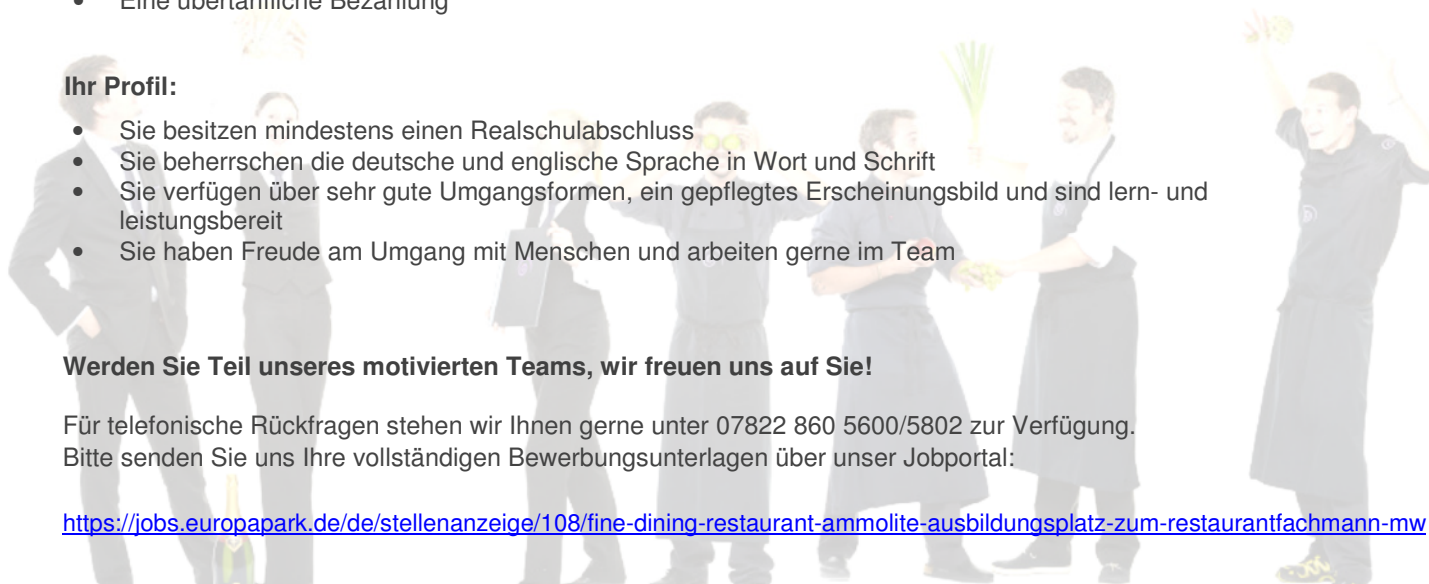 • Eine übertarifliche Bezahlung
Ihr Profil:
• Sie besitzen mindestens einen Realschulabschluss
• Sie beherrschen die deutsche und englische Sprache in Wort und Schrift
• Sie verfügen über sehr gute Umgangsformen, ein gepflegtes Erscheinungsbild und sind lern- und
leistungsbereit
• Sie haben Freude am Umgang mit Menschen und arbeiten gerne im Team
Werden Sie Teil unseres motivierten Teams, wir freuen uns auf Sie!
Für telefonische Rückfragen stehen wir Ihnen gerne unter 07822 860 5600/5802 zur Verfügung.
Bitte senden Sie uns Ihre vollständigen Bewerbungsunterlagen über unser Jobportal:
https://jobs.europapark.de/de/stellenanzeige/108/fine-dining-restaurant-ammolite-ausbildungsplatz-zum-restaurantfachmann-mw